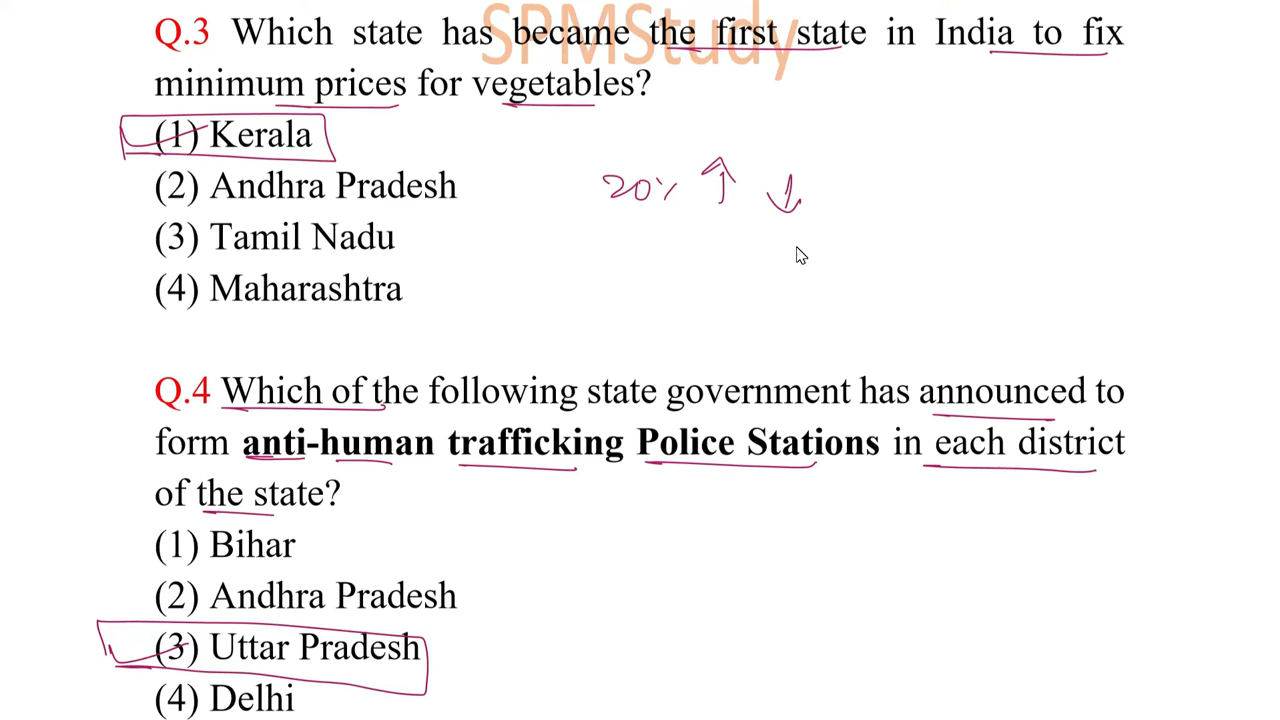 SPMStudy
Q.3 Which state has became the first state in India to fix
minimum prices for vegetables?
(1) Kerala
(2) Andhra Pradesh
20%
(3) Tamil Nadu
(4) Maharashtra
Q.4 Which of the following state government has announced to
form anti-human trafficking Police Stations in each district
of the state?
(1) Bihar
(2) Andhra Pradesh
(3) Uttar Pradesh
(4) Delhi